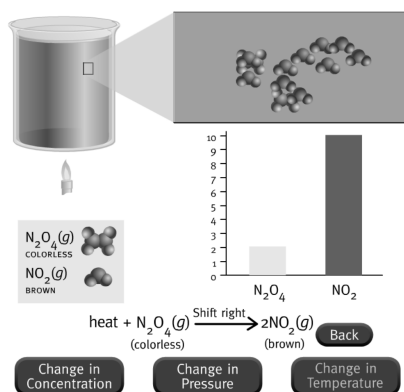 10
9
8
7
6
5
4
3
2
1
0
N₂O₄ NO₂
N₂O₄(g)
COLORLESS
NO₂(g)
BROWN
Shift right
heat + N₂O₄(g) → 2NO₂(g)
(colorless) (brown)
Back
Change in Concentration
Change in Pressure
Change in Temperature